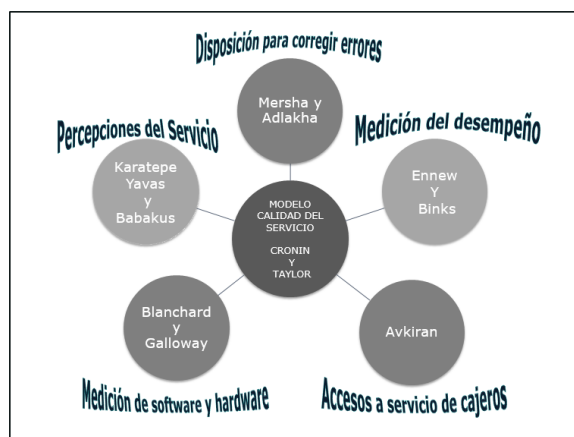 Disposición para corregir errores
Mersha y
Adlakha
Percepciones del Servicio
Karatepe
Yavas
y
Babakus
Medición del desempeño
Ennew
Y
Binks
MODELO
CALIDAD DEL
SERVICIO
CRONIN
Y
TAYLOR
Blanchard
y
Galloway
Medición de software y hardware
Avkiran
Accesos a servicio de cajeros